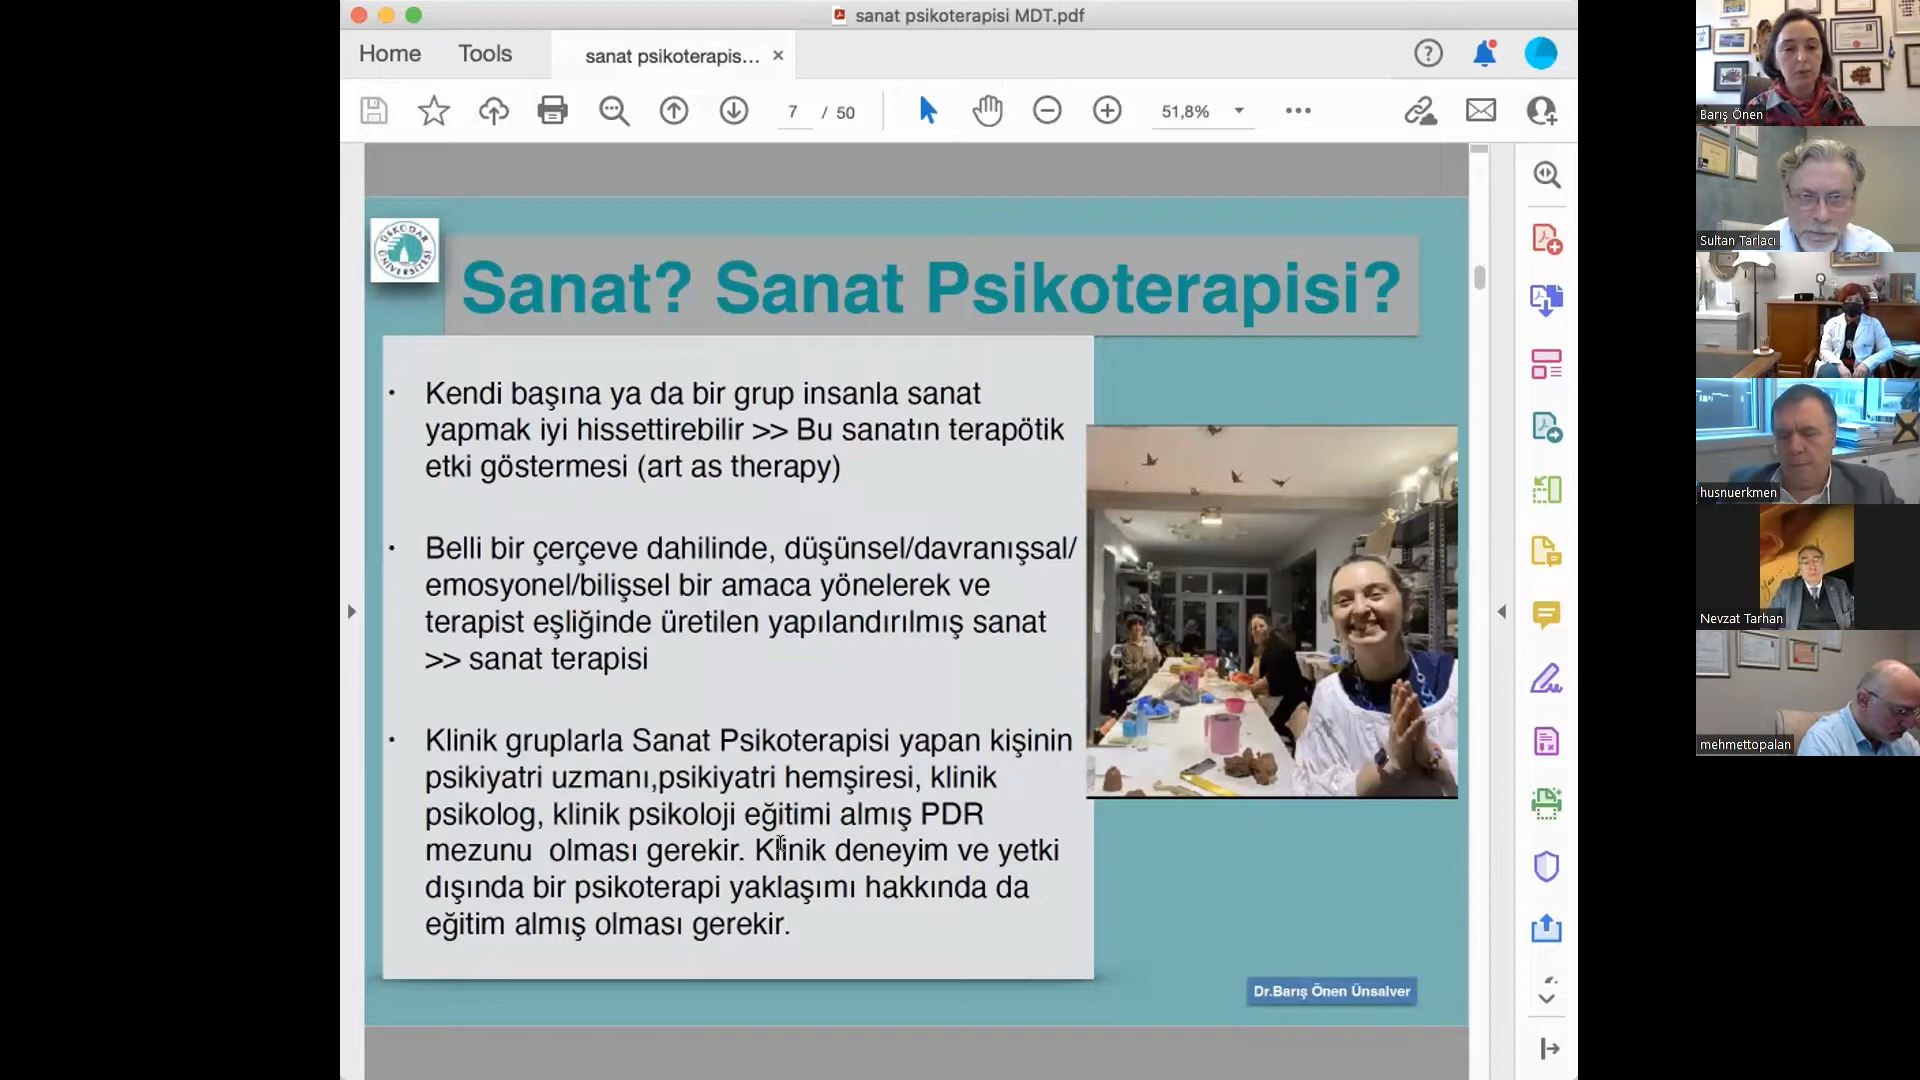 sanat psikoterapisi MDT.pdf
Home Tools sanat psikoterapis... ×
7 / 50 51,8%
ÜSKÜDAR ÜNİVERSİTESİ
Sanat? Sanat Psikoterapisi?
• Kendi başına ya da bir grup insanla sanat
yapmak iyi hissettirebilir >> Bu sanatın terapötik
etki göstermesi (art as therapy)
• Belli bir çerçeve dahilinde, düşünsel/davranışsal/
emosyonel/bilişsel bir amaca yönelerek ve
terapist eşliğinde üretilen yapılandırılmış sanat
>> sanat terapisi
• Klinik gruplarla Sanat Psikoterapisi yapan kişinin
psikiyatri uzmanı,psikiyatri hemşiresi, klinik
psikolog, klinik psikoloji eğitimi almış PDR
mezunu olması gerekir. Klinik deneyim ve yetki
dışında bir psikoterapi yaklaşımı hakkında da
eğitim almış olması gerekir.
Dr.Barış Önen Ünsalver
Barış Önen
Sultan Tarlacı
husnuerkmen
Nevzat Tarhan
mehmettopalan